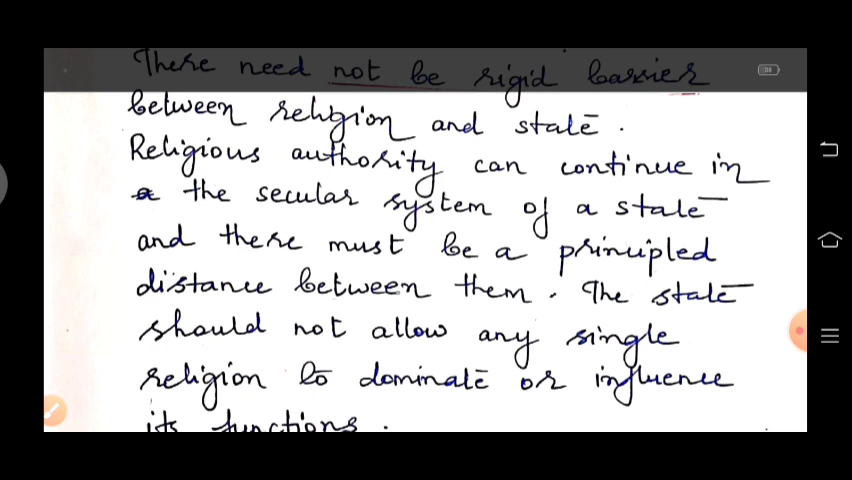 There need not be rigid barrier
between religion and state.
Religious authority can continue in
the secular system of a state
and there must be a principled
distance between them. The state
should not allow any single
religion to dominate or influence
its functions.